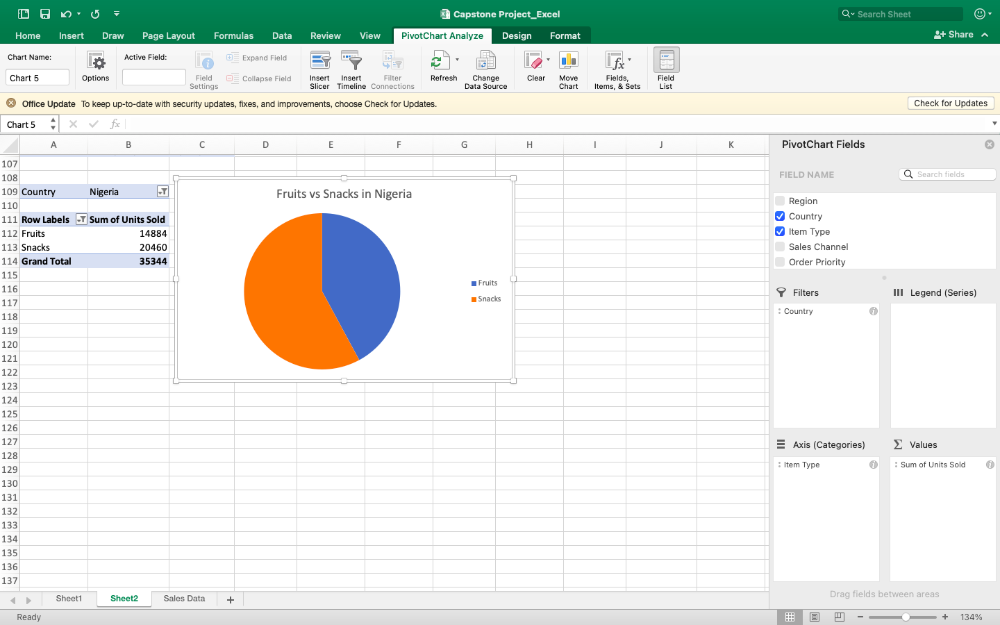 Capstone Project_Excel
Search Sheet
Home Insert Draw Page Layout Formulas Data Review View PivotChart Analyze Design Format Share
Chart Name:
Chart 5
Options
Active Field:
Field Settings
Expand Field
Collapse Field
Insert Slicer
Insert Timeline
Filter Connections
Refresh
Change Data Source
Clear
Move Chart
Fields, Items, & Sets
Field List
Office Update To keep up-to-date with security updates, fixes, and improvements, choose Check for Updates.
Check for Updates
Chart 5 fx
A B C D E F G H I J K
107
108
109 Country Nigeria
110
111 Row Labels Sum of Units Sold
112 Fruits 14884
113 Snacks 20460
114 Grand Total 35344
115
116
117
118
119
120
121
122
123
124
125
126
127
128
129
130
131
132
133
134
135
136
137
Fruits vs Snacks in Nigeria
Fruits
Snacks
PivotChart Fields
FIELD NAME
Search fields
Region
Country
Item Type
Sales Channel
Order Priority
Filters
Country
Legend (Series)
Axis (Categories)
Item Type
Values
Sum of Units Sold
Drag fields between areas
Sheet1 Sheet2 Sales Data +
Ready
134%